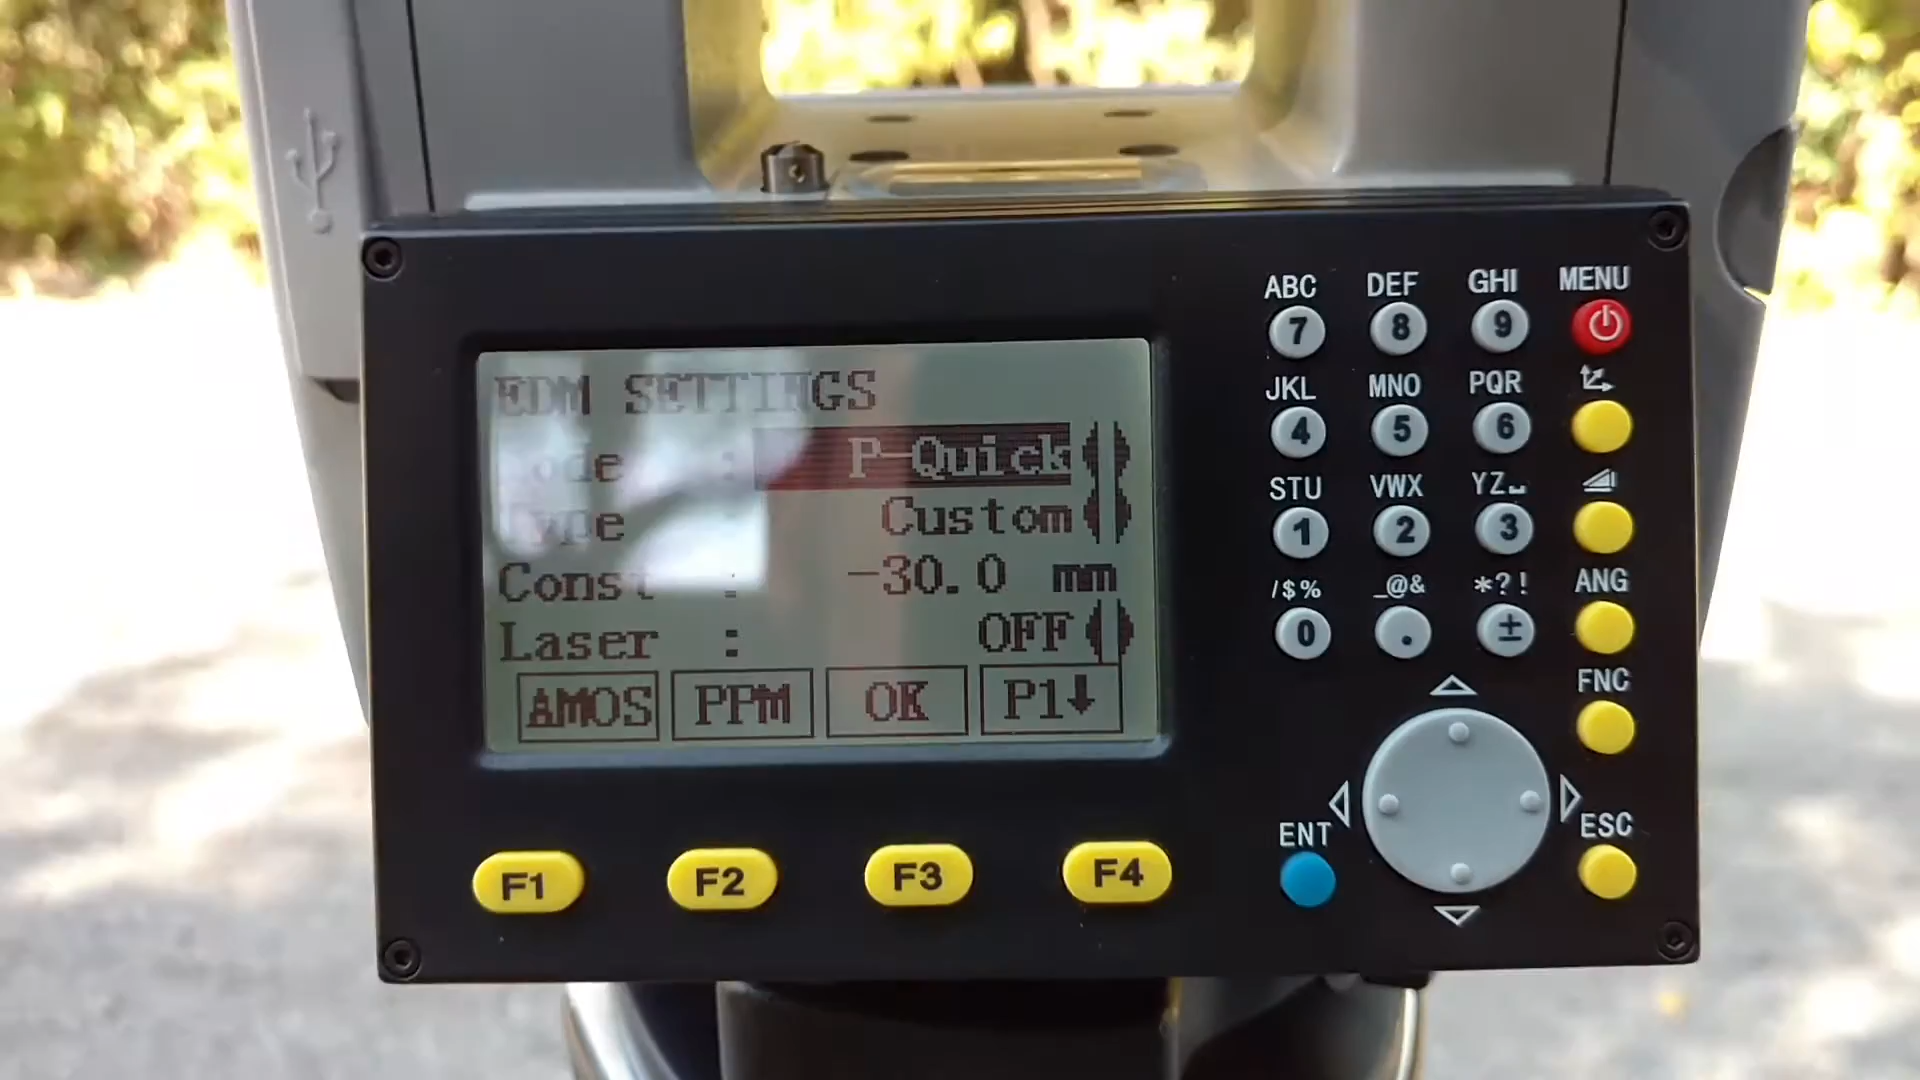 EDM SETTINGS
Mode : P-Quick
Type Custom
Const : -30.0 mm
Laser : OFF
AMOS PPM OK P1↓
F1 F2 F3 F4
ABC DEF GHI MENU
7 8 9
JKL MNO PQR
4 5 6
STU VWX YZ␣
1 2 3
/$% _@& *?! ANG
0 . ±
FNC
ENT ESC